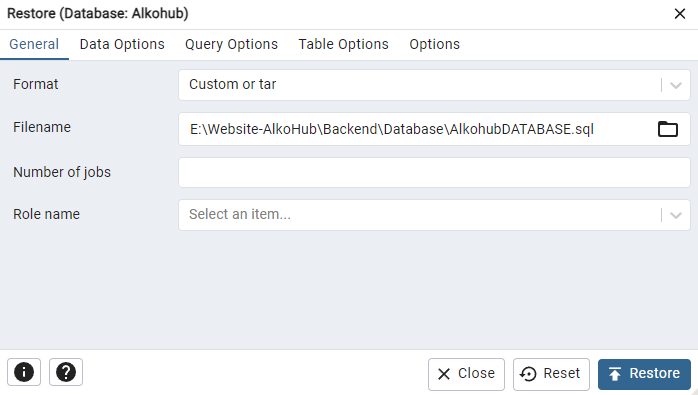 Restore (Database: Alkohub)
General Data Options Query Options Table Options Options
Format Custom or tar
Filename E:\Website-AlkoHub\Backend\Database\AlkohubDATABASE.sql
Number of jobs
Role name Select an item...
Close Reset Restore